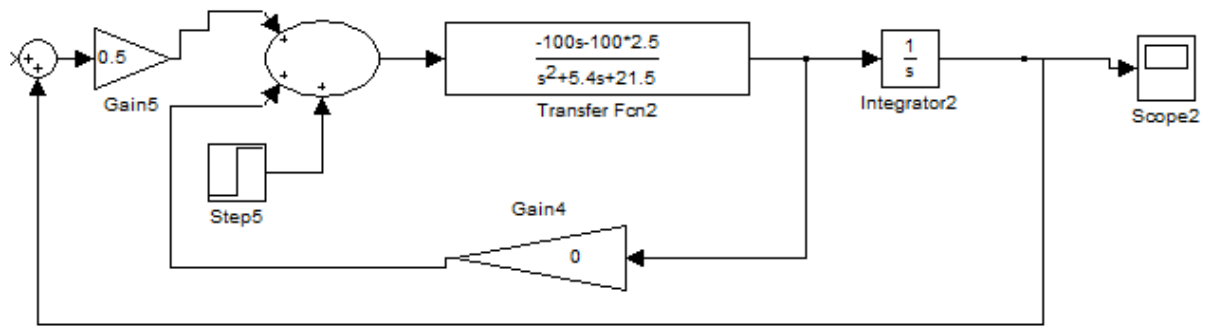 +
+
0.5
Gain5
+
+
+
-100s-100*2.5
s²+5.4s+21.5
Transfer Fcn2
1
s
Integrator2
Scope2
Step5
Gain4
0